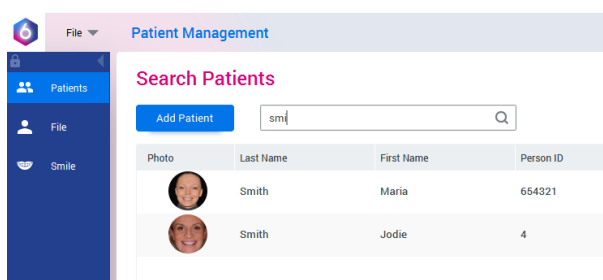 6 File Patient Management
Patients
Search Patients
Add Patient smi
File
Photo Last Name First Name Person ID
Smile
Smith Maria 654321
Smith Jodie 4